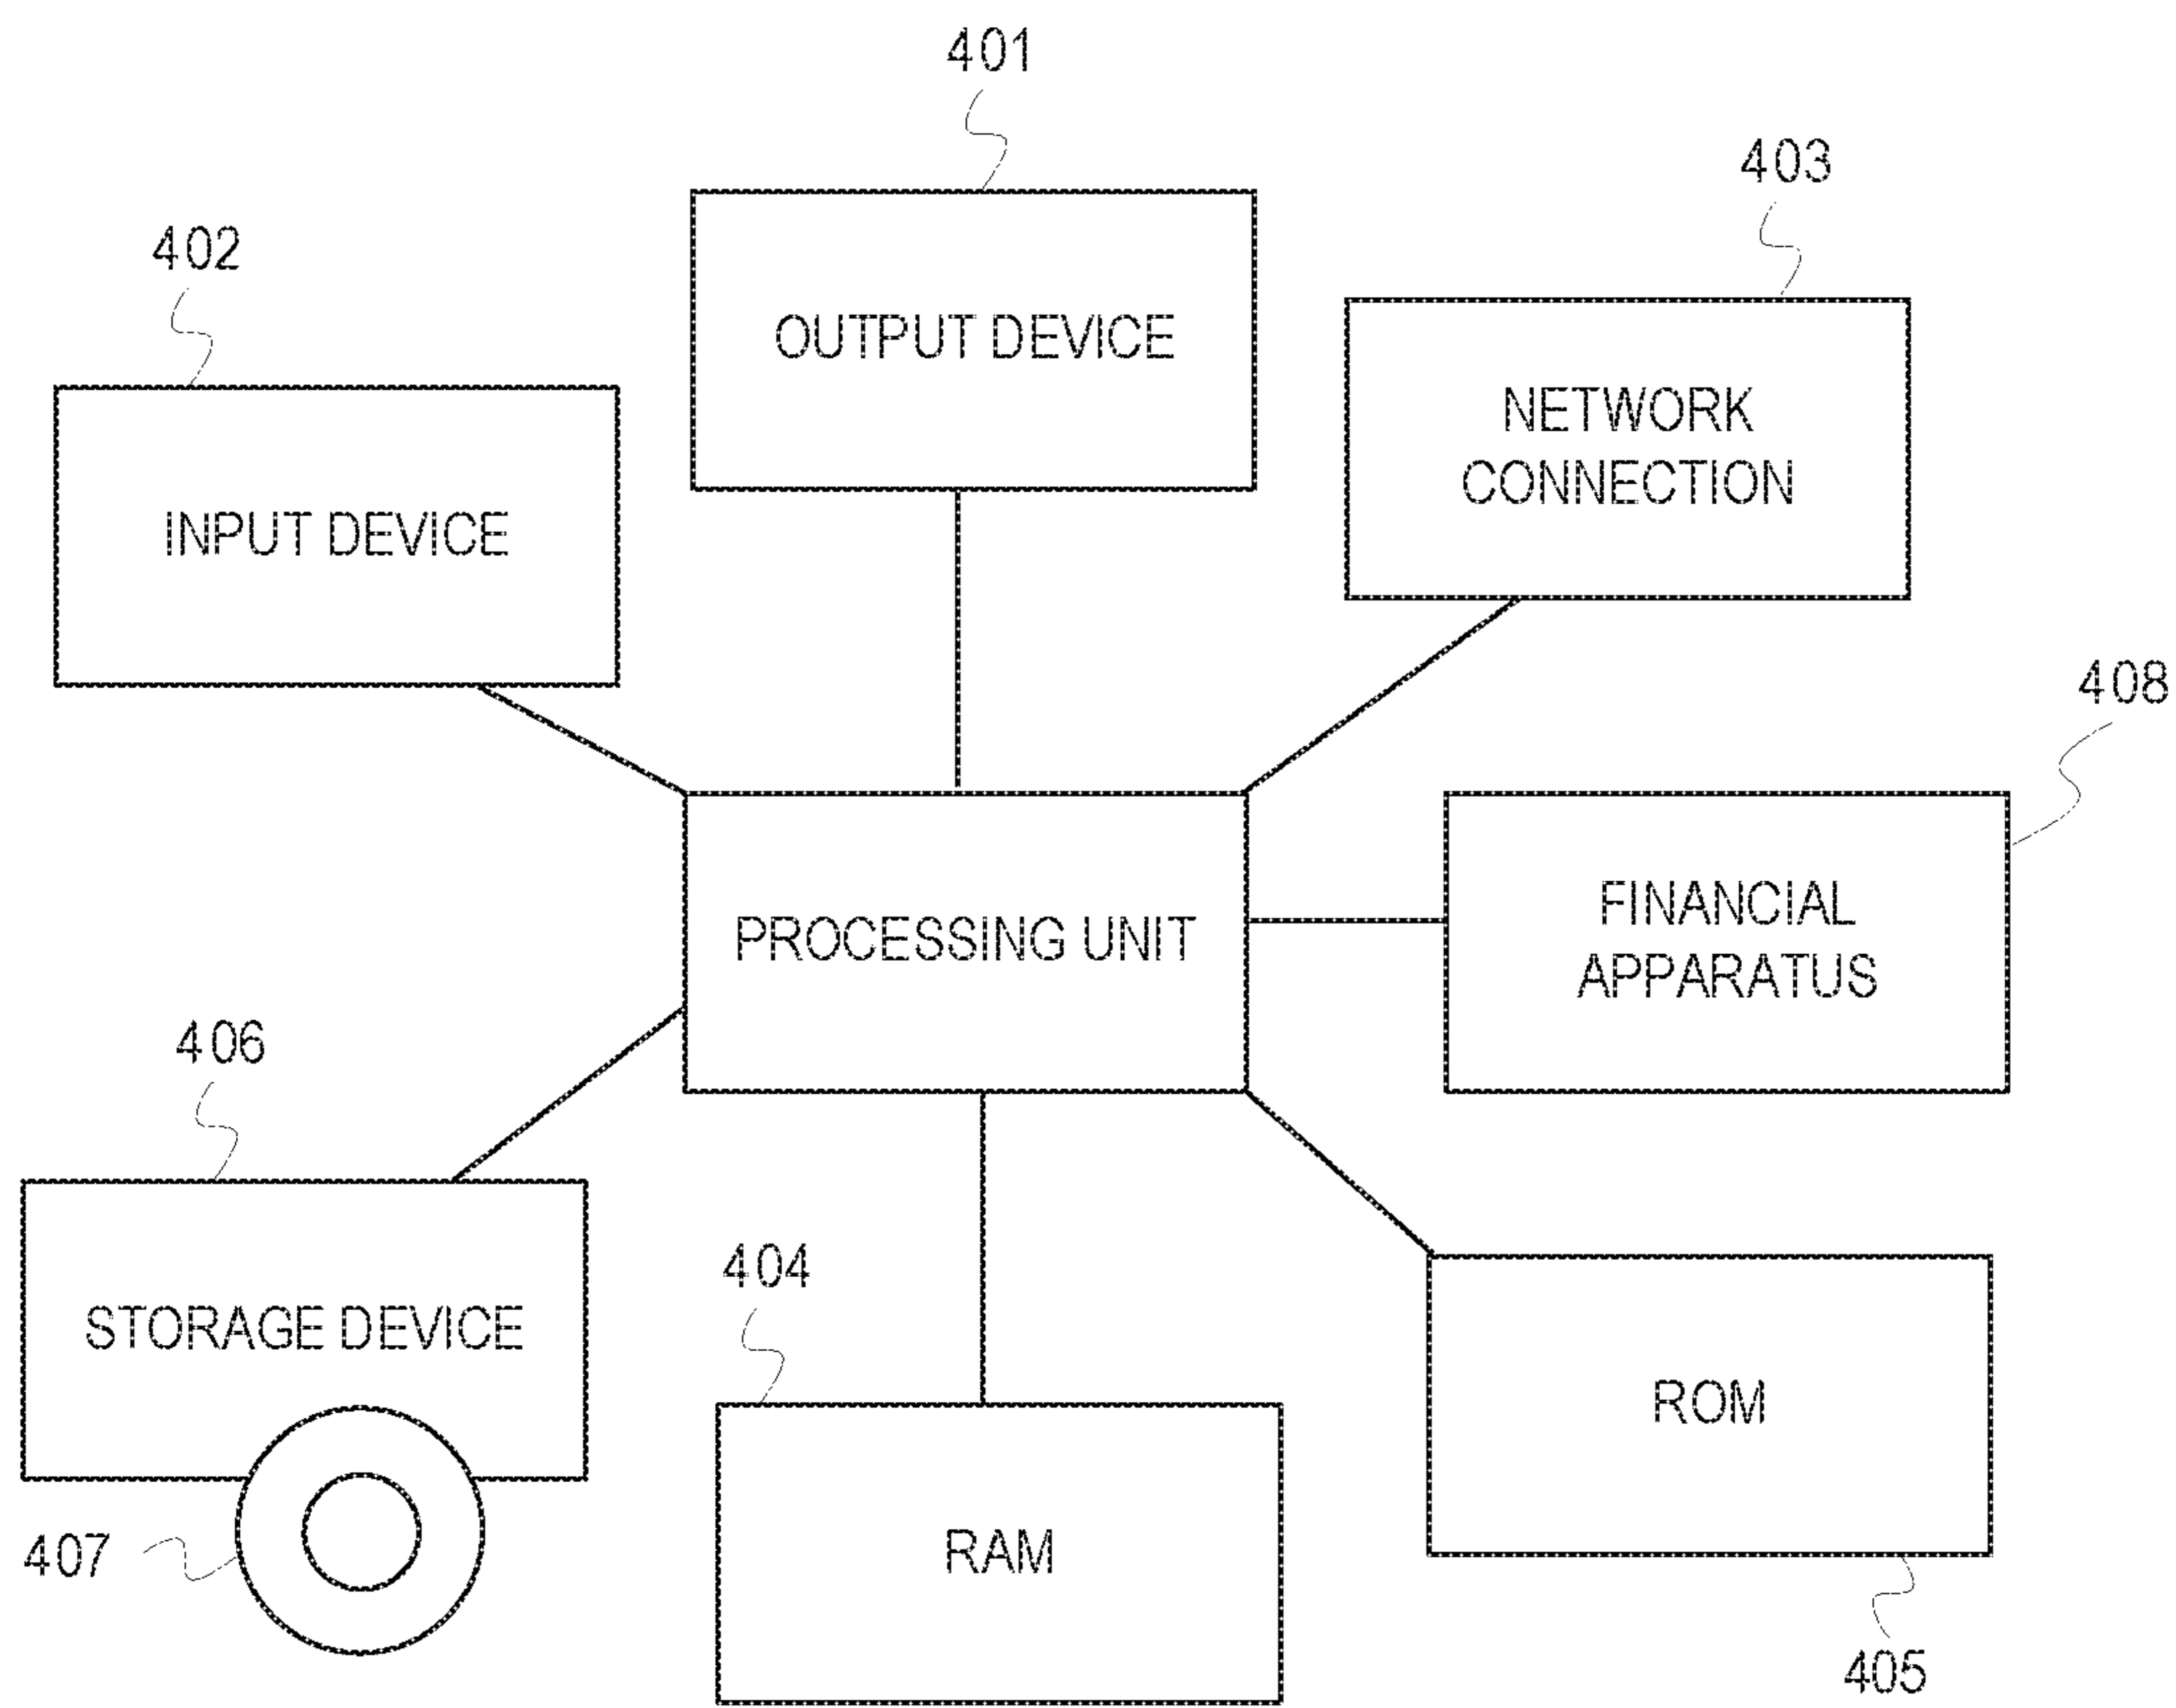 401
403
402
OUTPUT DEVICE
NETWORK
CONNECTION
INPUT DEVICE
408
FINANCIAL
APPARATUS
PROCESSING UNIT
406
404
STORAGE DEVICE
ROM
407
RAM
405